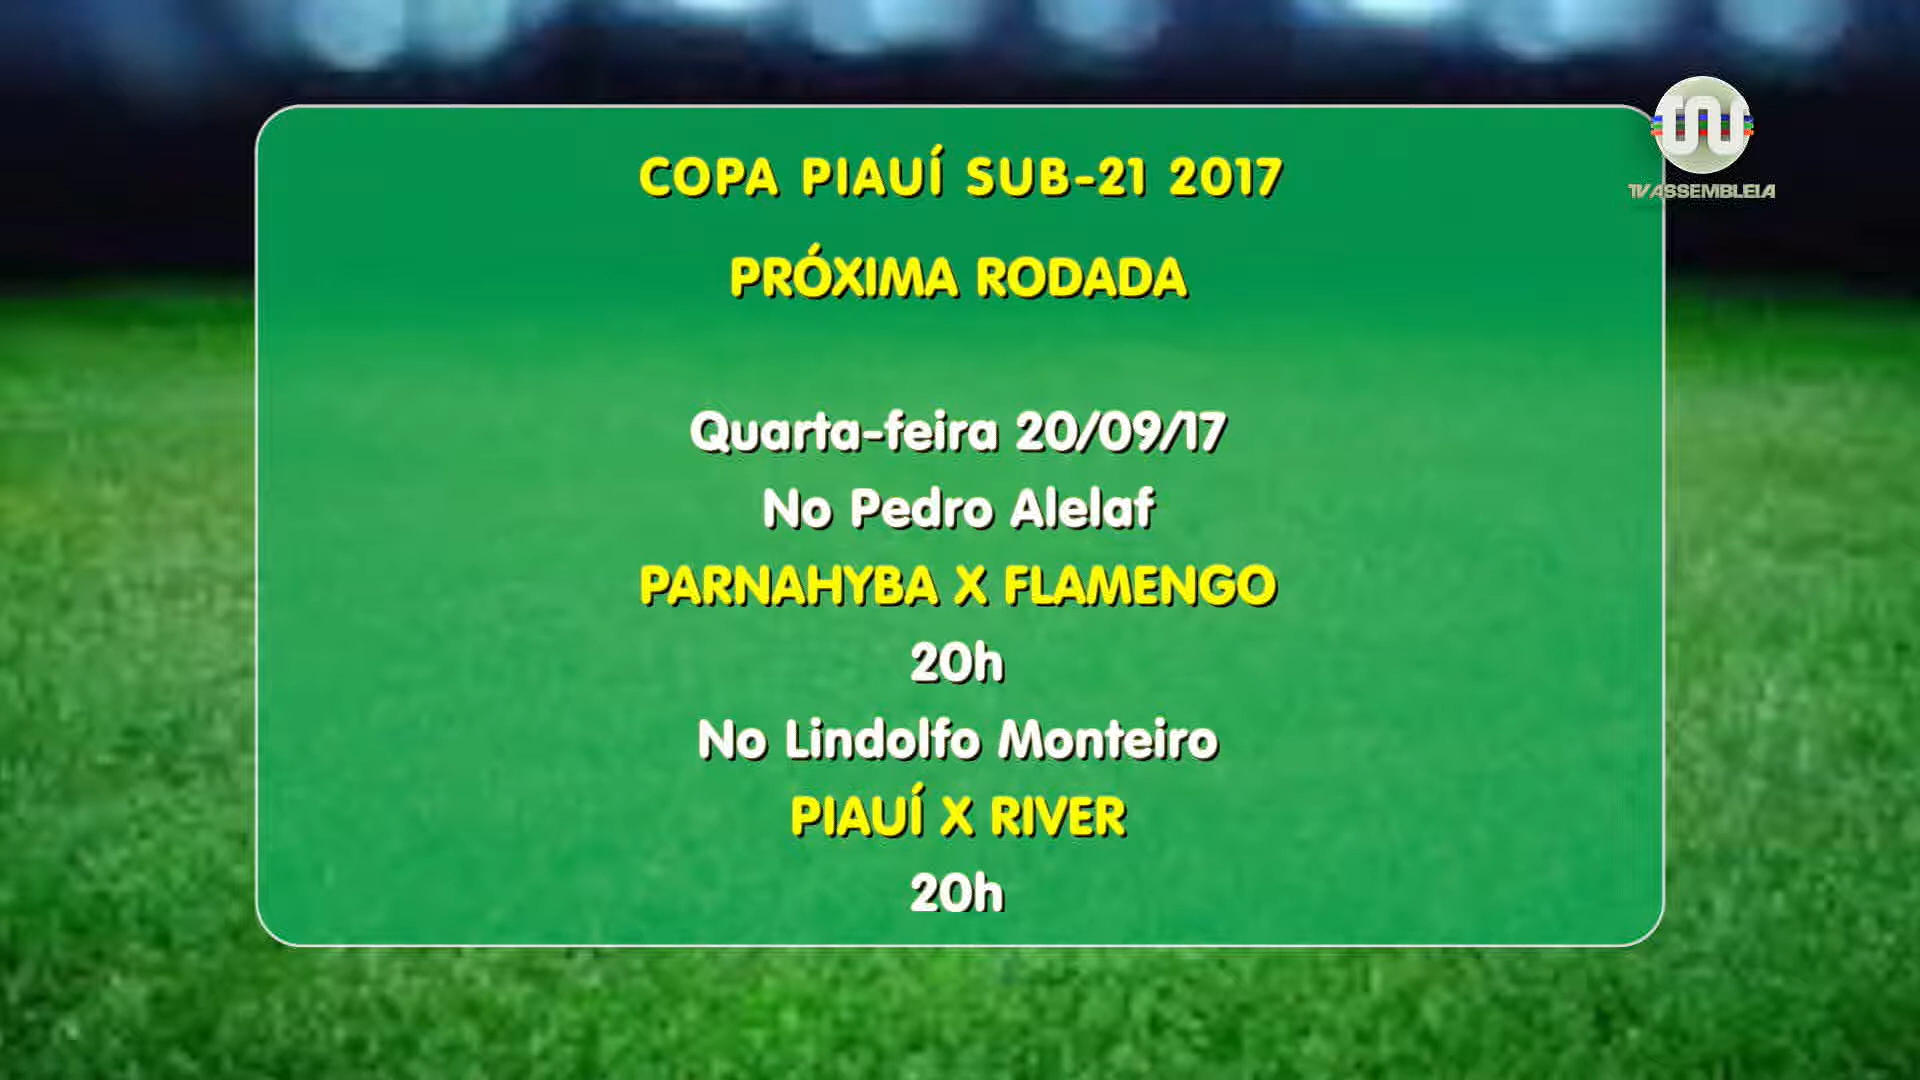 COPA PIAUÍ SUB-21 2017
TV ASSEMBLEIA
PRÓXIMA RODADA
Quarta-feira 20/09/17
No Pedro Alelaf
PARNAHYBA X FLAMENGO
20h
No Lindolfo Monteiro
PIAUÍ X RIVER
20h